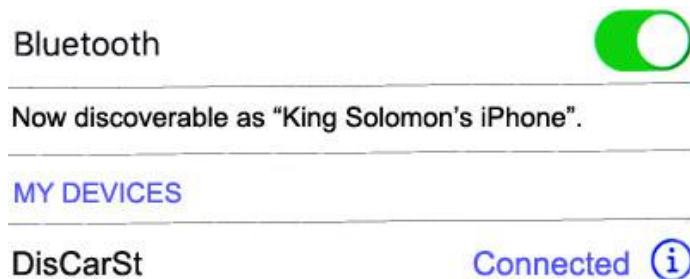 Bluetooth
Now discoverable as “King Solomon’s iPhone”.
MY DEVICES
DisCarSt Connected